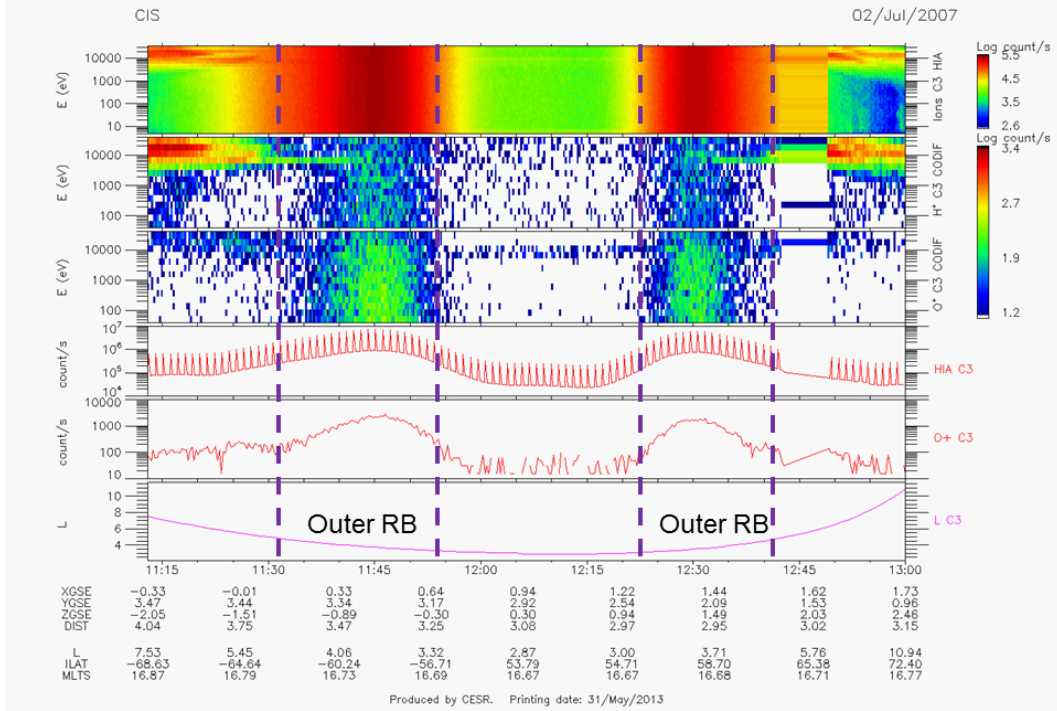 CIS 02/Jul/2007
Log count/s
E (eV) 10000 1000 100 10 Ions C3 HIA 5.5 4.5 3.5 2.6
Log count/s
E (eV) 10000 1000 100 H+ C3 CODIF 3.4 2.7 1.9 1.2
E (eV) 10000 1000 100 O+ C3 CODIF
count/s 10^7 10^6 10^5 10^4 HIA C3
count/s 10000 1000 100 10 O+ C3
L 10 8 6 4 Outer RB Outer RB L C3
11:15 11:30 11:45 12:00 12:15 12:30 12:45 13:00
XGSE -0.33 -0.01 0.33 0.64 0.94 1.22 1.44 1.62 1.73
YGSE 3.47 3.44 3.34 3.17 2.92 2.54 2.09 1.53 0.96
ZGSE -2.05 -1.51 -0.89 -0.30 0.30 0.94 1.49 2.03 2.46
DIST 4.04 3.75 3.47 3.25 3.08 2.97 2.95 3.02 3.15
L 7.53 5.45 4.06 3.32 2.87 3.00 3.71 5.76 10.94
ILAT -68.63 -64.64 -60.24 -56.71 53.79 54.71 58.70 65.38 72.40
MLTS 16.87 16.79 16.73 16.69 16.67 16.67 16.68 16.71 16.77
Produced by CESR. Printing date: 31/May/2013